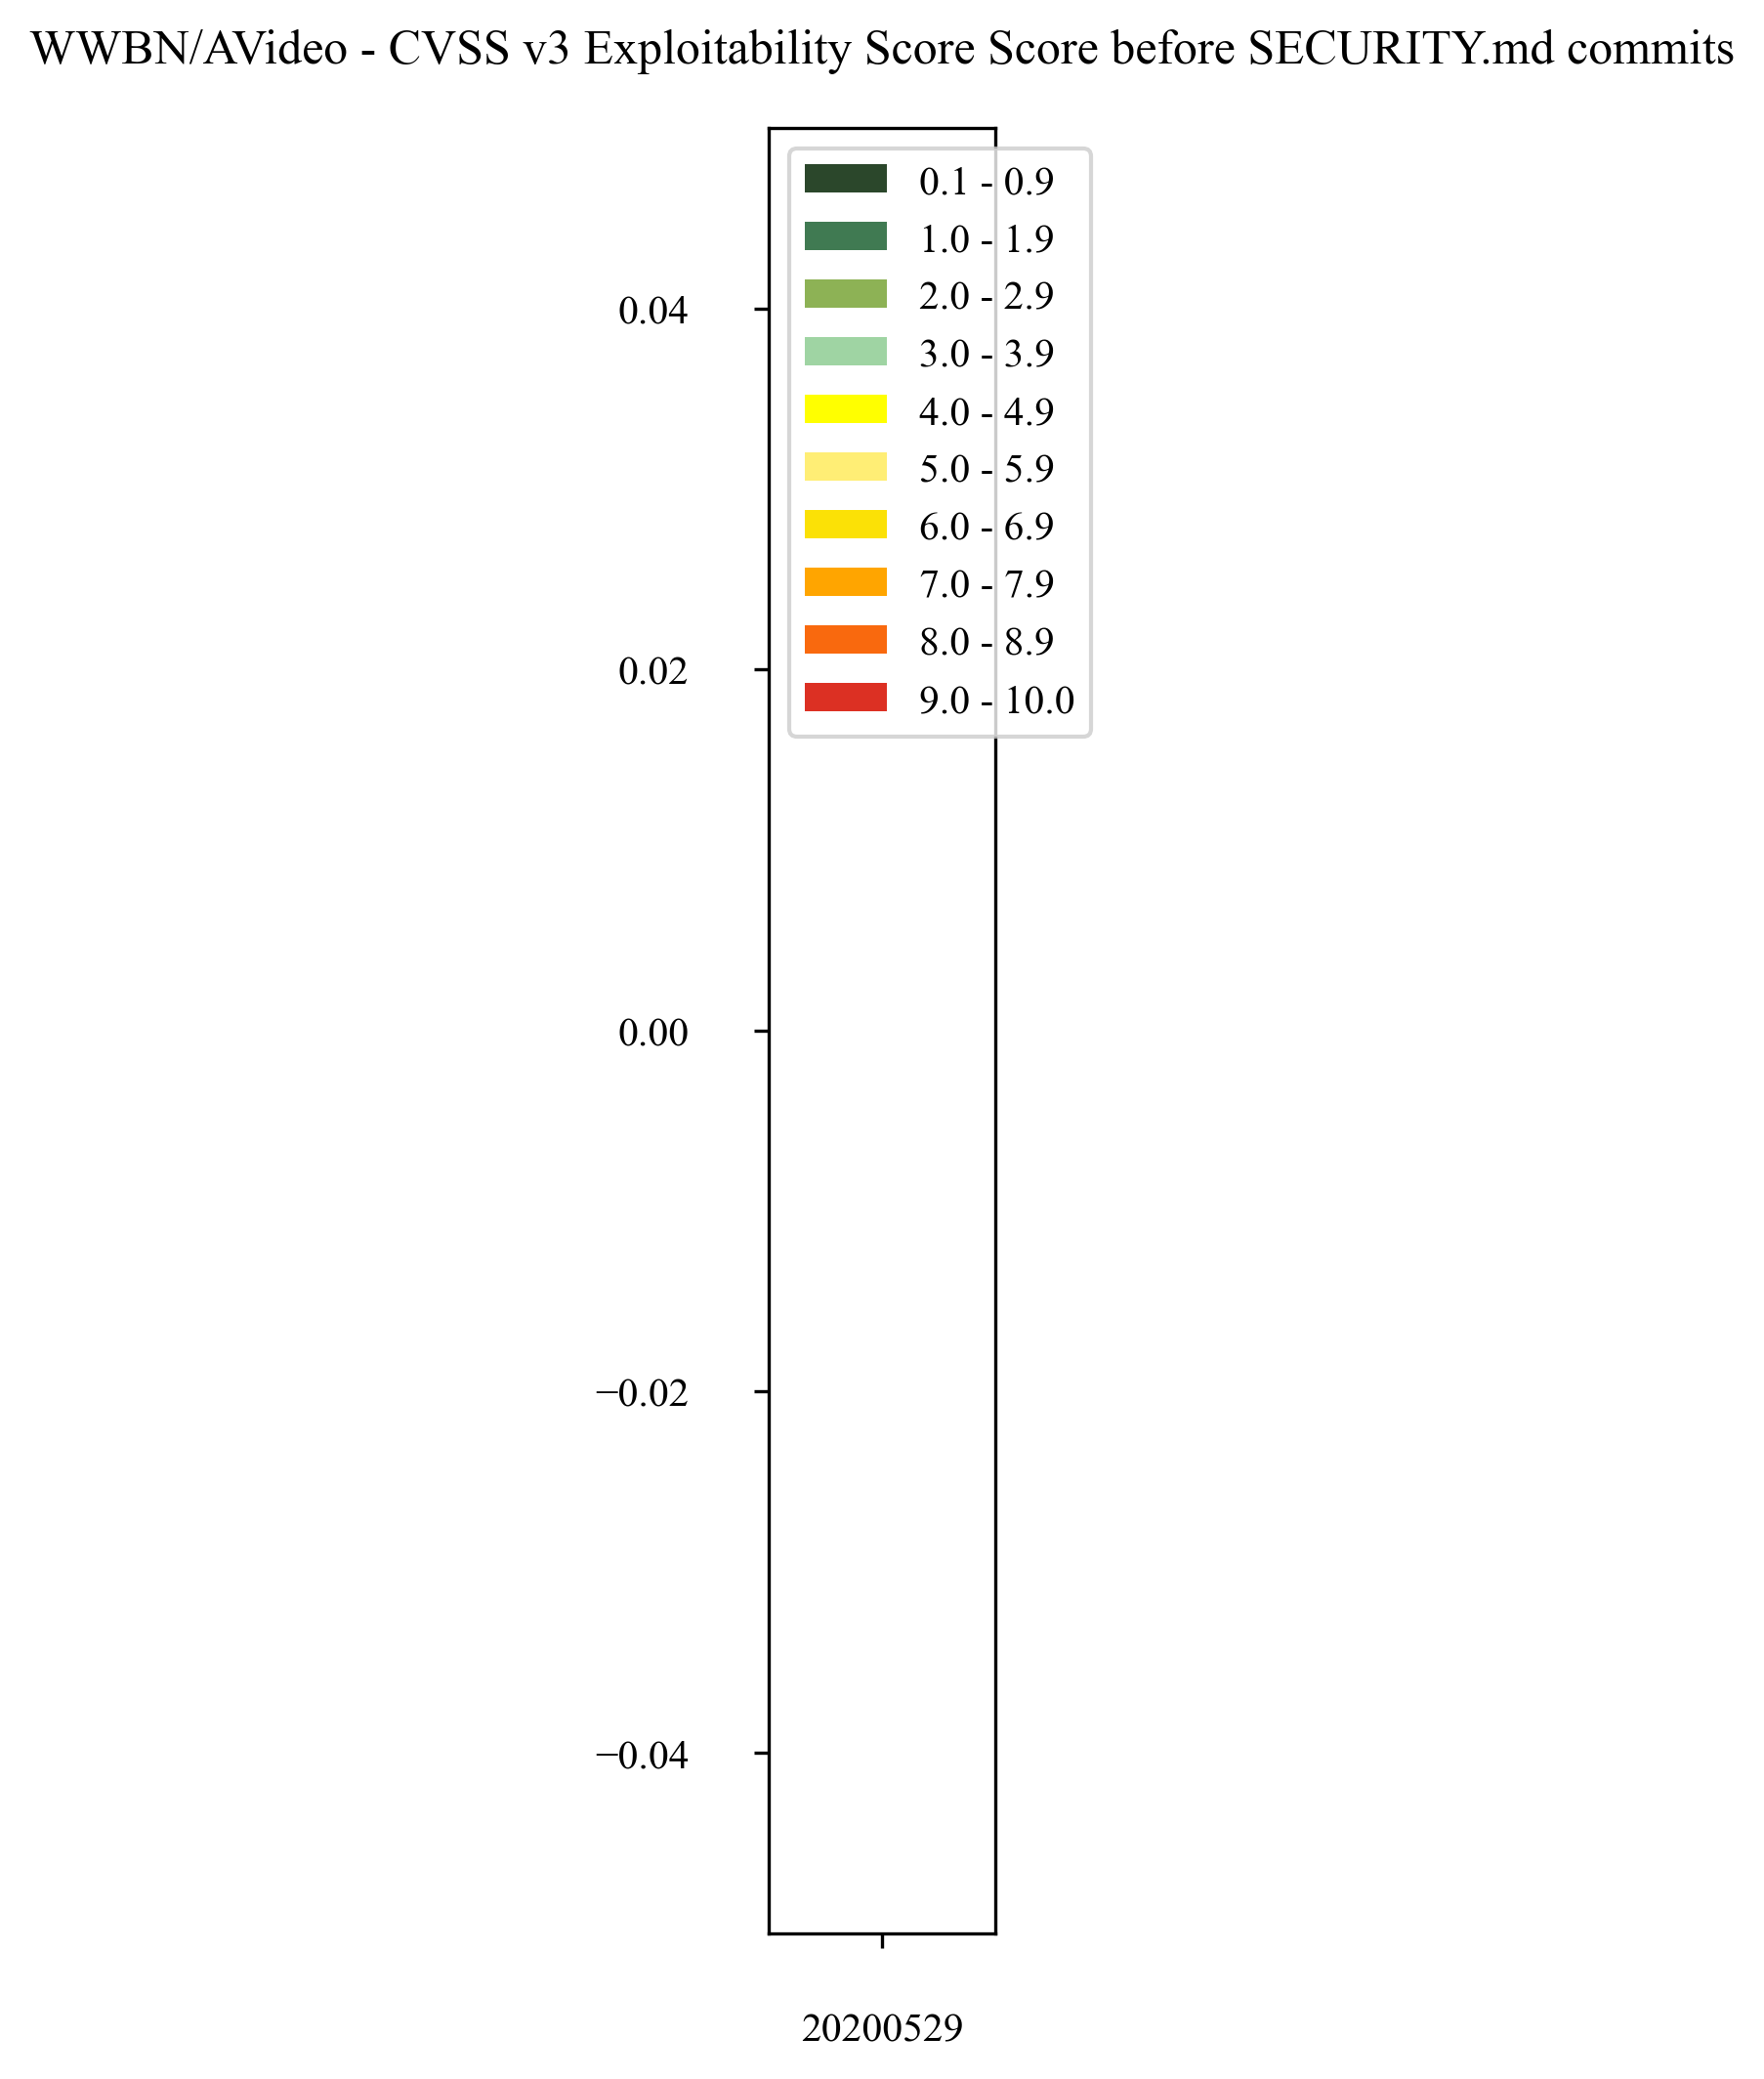 WWBN/AVideo - CVSS v3 Exploitability Score Score before SECURITY.md commits
0.1 - 0.9
1.0 - 1.9
2.0 - 2.9
3.0 - 3.9
4.0 - 4.9
5.0 - 5.9
6.0 - 6.9
7.0 - 7.9
8.0 - 8.9
9.0 - 10.0
0.04
0.02
0.00
−0.02
−0.04
20200529